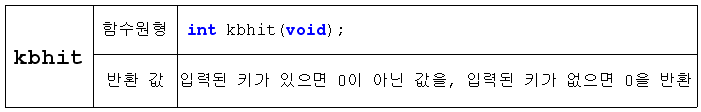 kbhit
함수원형
int kbhit(void);
반환 값
입력된 키가 있으면 0이 아닌 값을, 입력된 키가 없으면 0을 반환